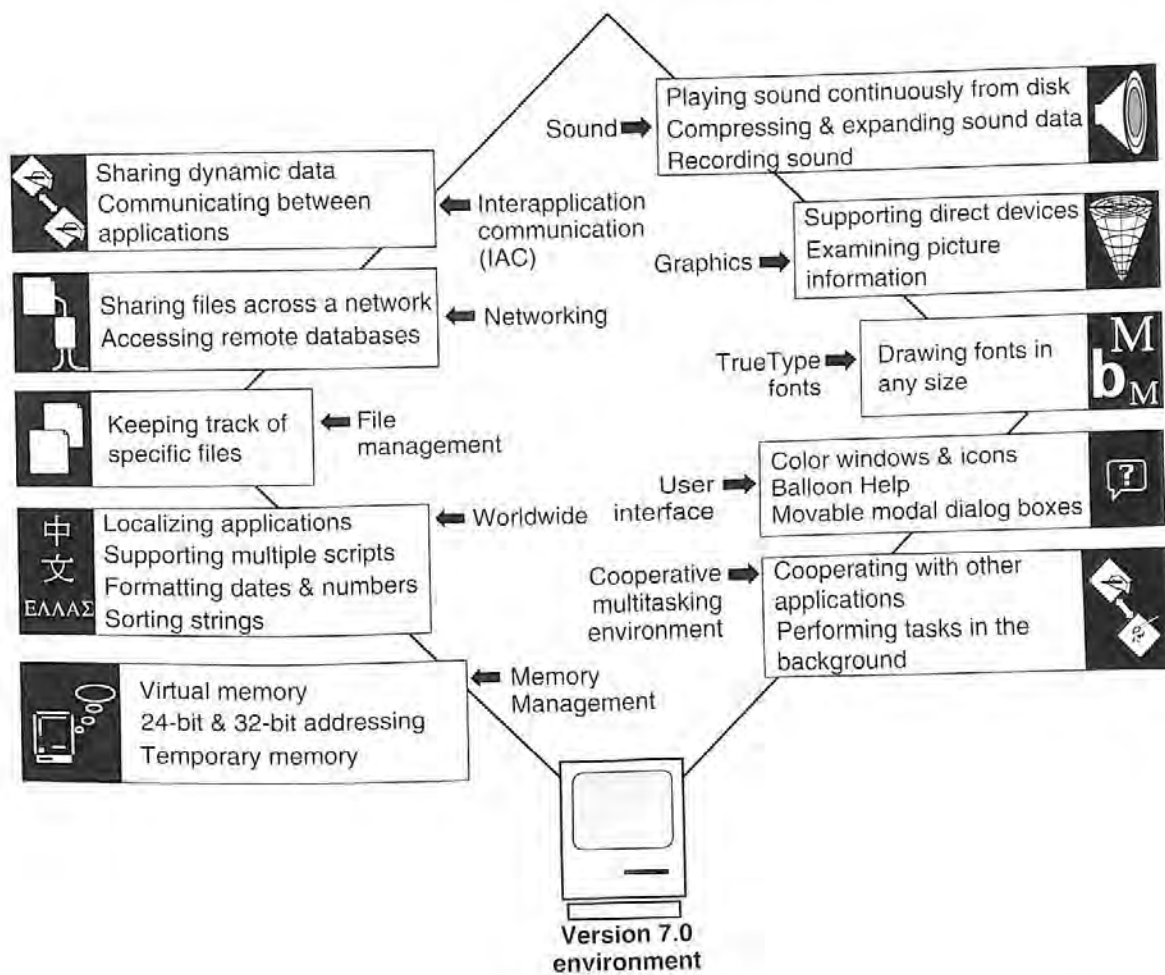 Sound
Playing sound continuously from disk
Compressing & expanding sound data
Recording sound
Sharing dynamic data
Communicating between
applications
Interapplication
communication
(IAC)
Graphics
Supporting direct devices
Examining picture
information
Sharing files across a network
Accessing remote databases
Networking
TrueType
fonts
Drawing fonts in
any size
M
b
M
Keeping track of
specific files
File
management
User
interface
Color windows & icons
Balloon Help
Movable modal dialog boxes
?
中
文
ΕΛΛΑΣ
Localizing applications
Supporting multiple scripts
Formatting dates & numbers
Sorting strings
Worldwide
Cooperative
multitasking
environment
Cooperating with other
applications
Performing tasks in the
background
Virtual memory
24-bit & 32-bit addressing
Temporary memory
Memory
Management
Version 7.0
environment